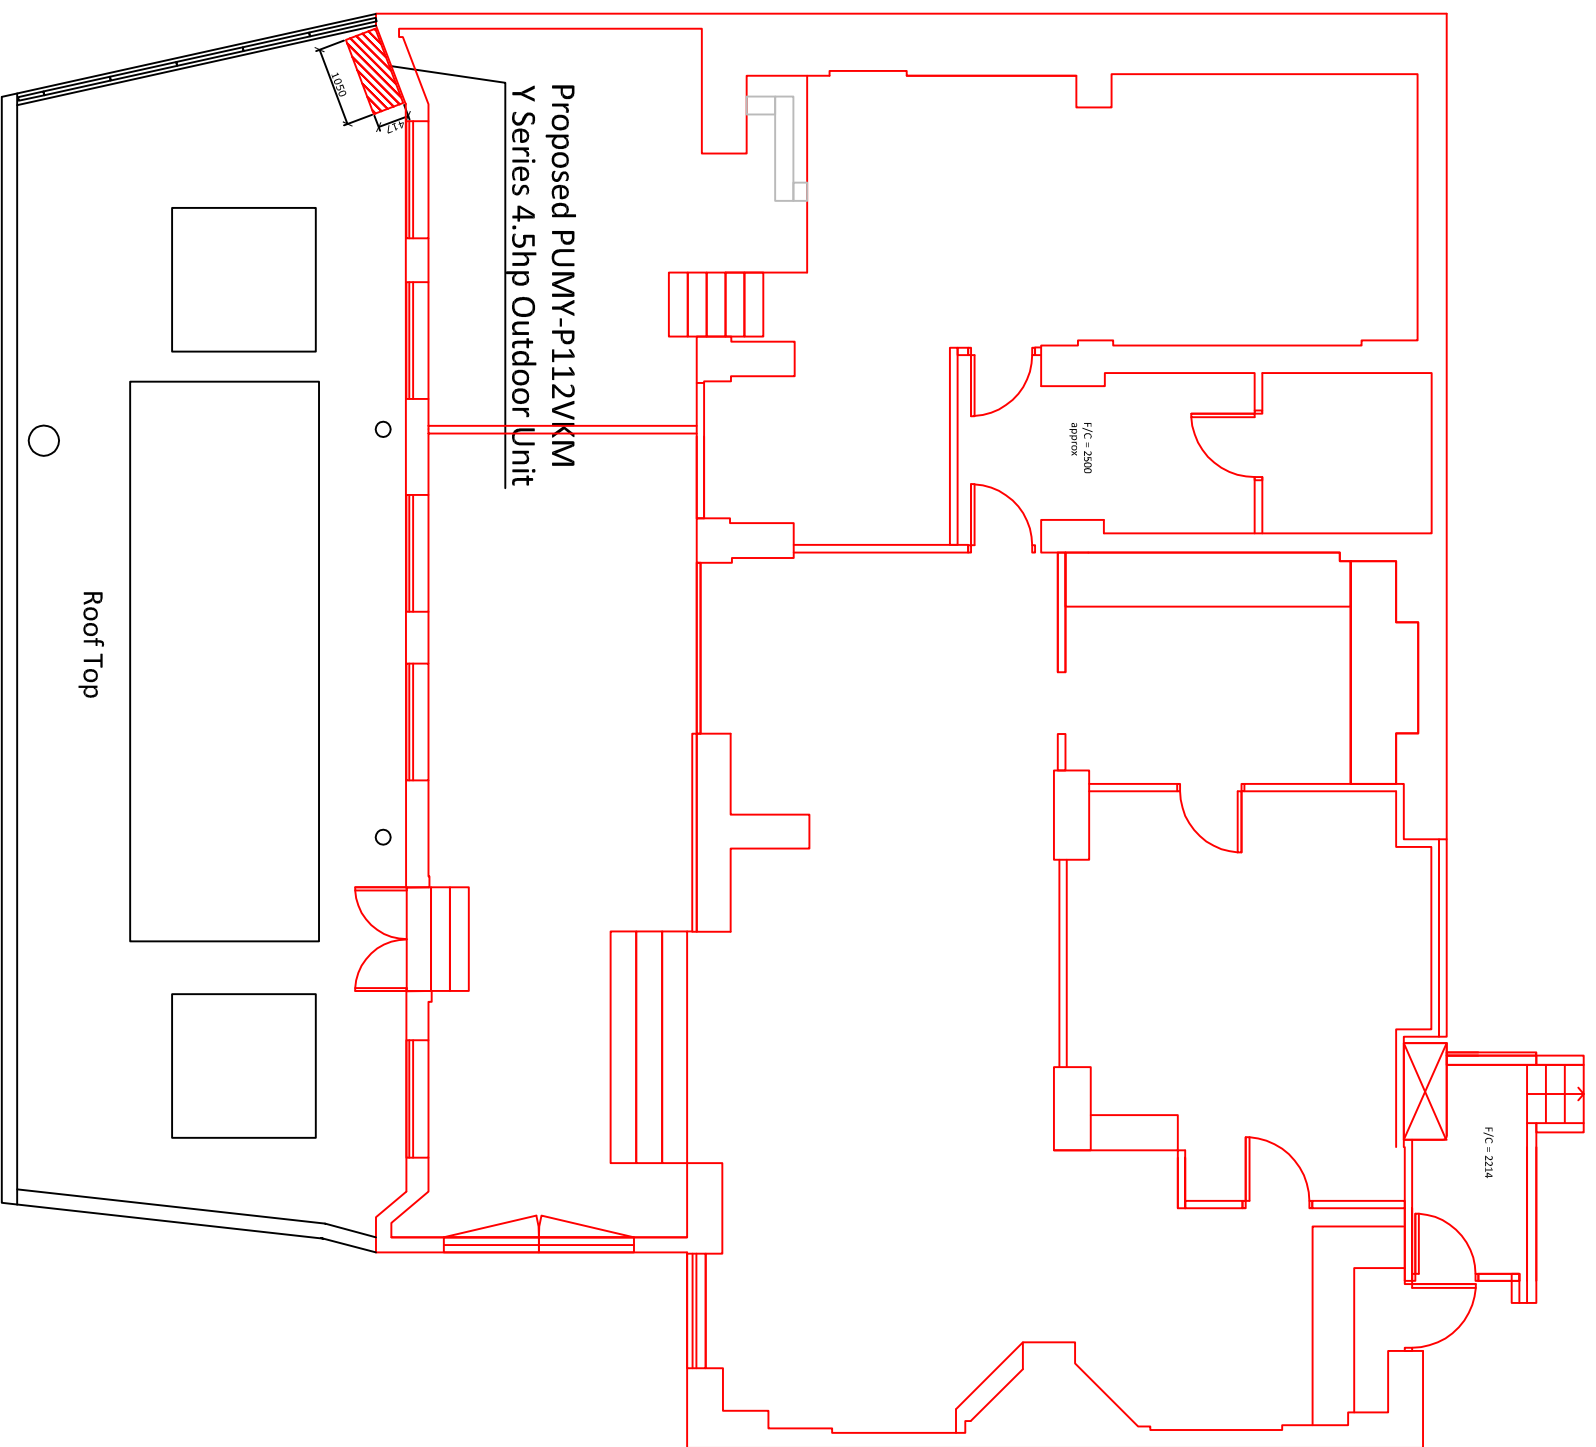 Proposed PUMY-P112VKM
Y Series 4.5hp Outdoor Unit
1050
417
F/C = 2500
approx
Roof Top
F/C = 2214